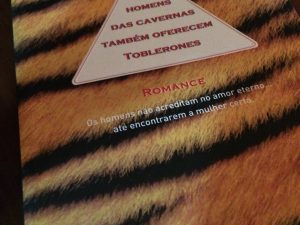 HOMENS
DAS CAVERNAS
TAMBÉM OFERECEM
TOBLERONES
ROMANCE
Os homens não acreditam no amor eterno...
até encontrarem a mulher certa.